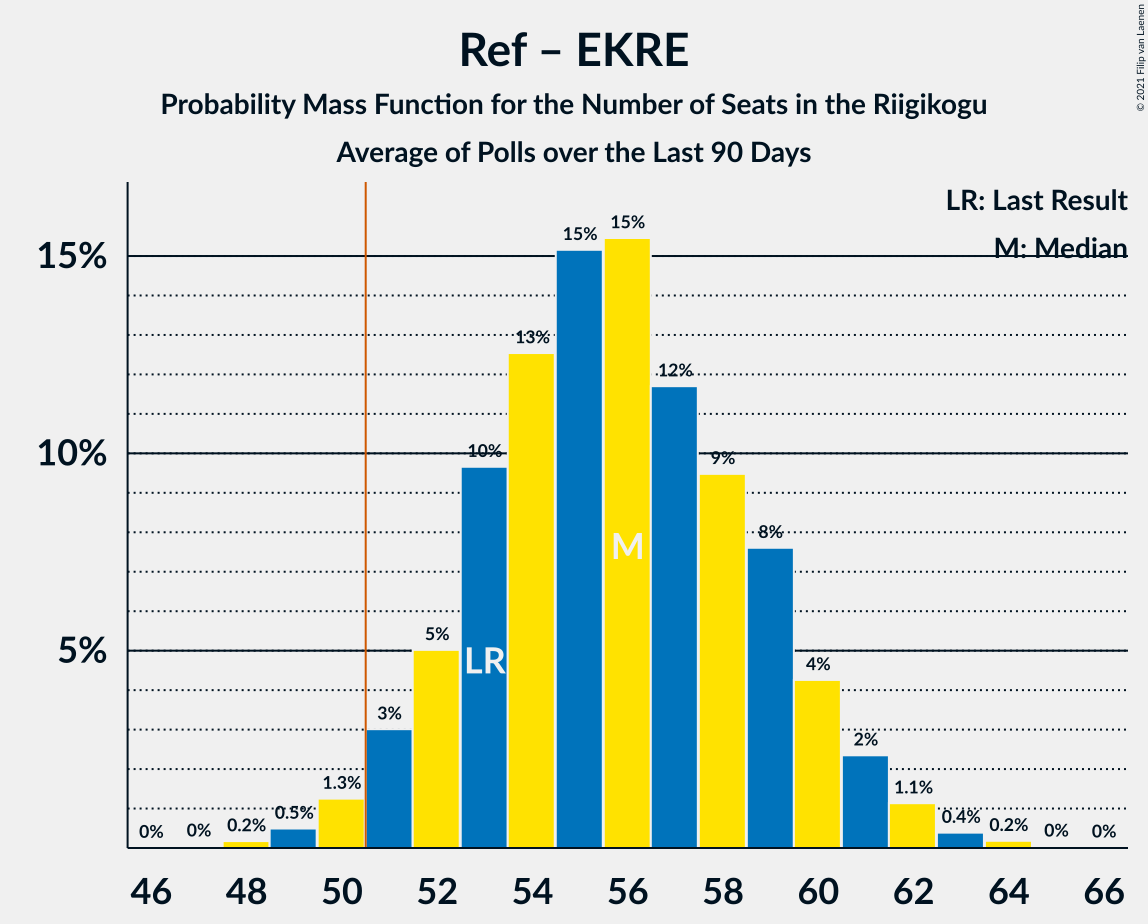 Ref – EKRE
Probability Mass Function for the Number of Seats in the Riigikogu
Average of Polls over the Last 90 Days
© 2021 Filip van Laenen
LR: Last Result
M: Median
15%
10%
5%
0%
0%
0.2%
0.5%
1.3%
3%
5%
10%
13%
15%
15%
12%
9%
8%
4%
2%
1.1%
0.4%
0.2%
0%
0%
LR
M
46 48 50 52 54 56 58 60 62 64 66